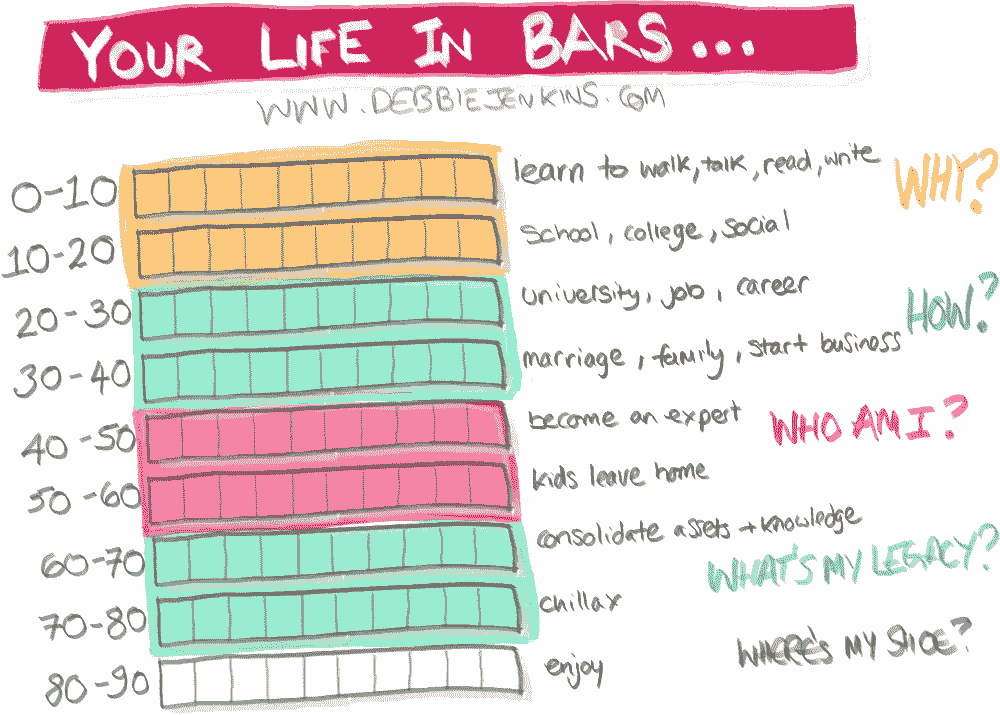 YOUR LIFE IN BARS...
WWW.DEBBIEJENKINS.COM
0-10 learn to walk, talk, read, write WHY?
10-20 School, college, social
20-30 University, job, career HOW?
30-40 marriage, family, start business
40-50 become an expert WHO AM I?
50-60 kids leave home
60-70 consolidate assets + knowledge WHAT'S MY LEGACY?
70-80 chillax
80-90 enjoy WHERE'S MY SHOE?